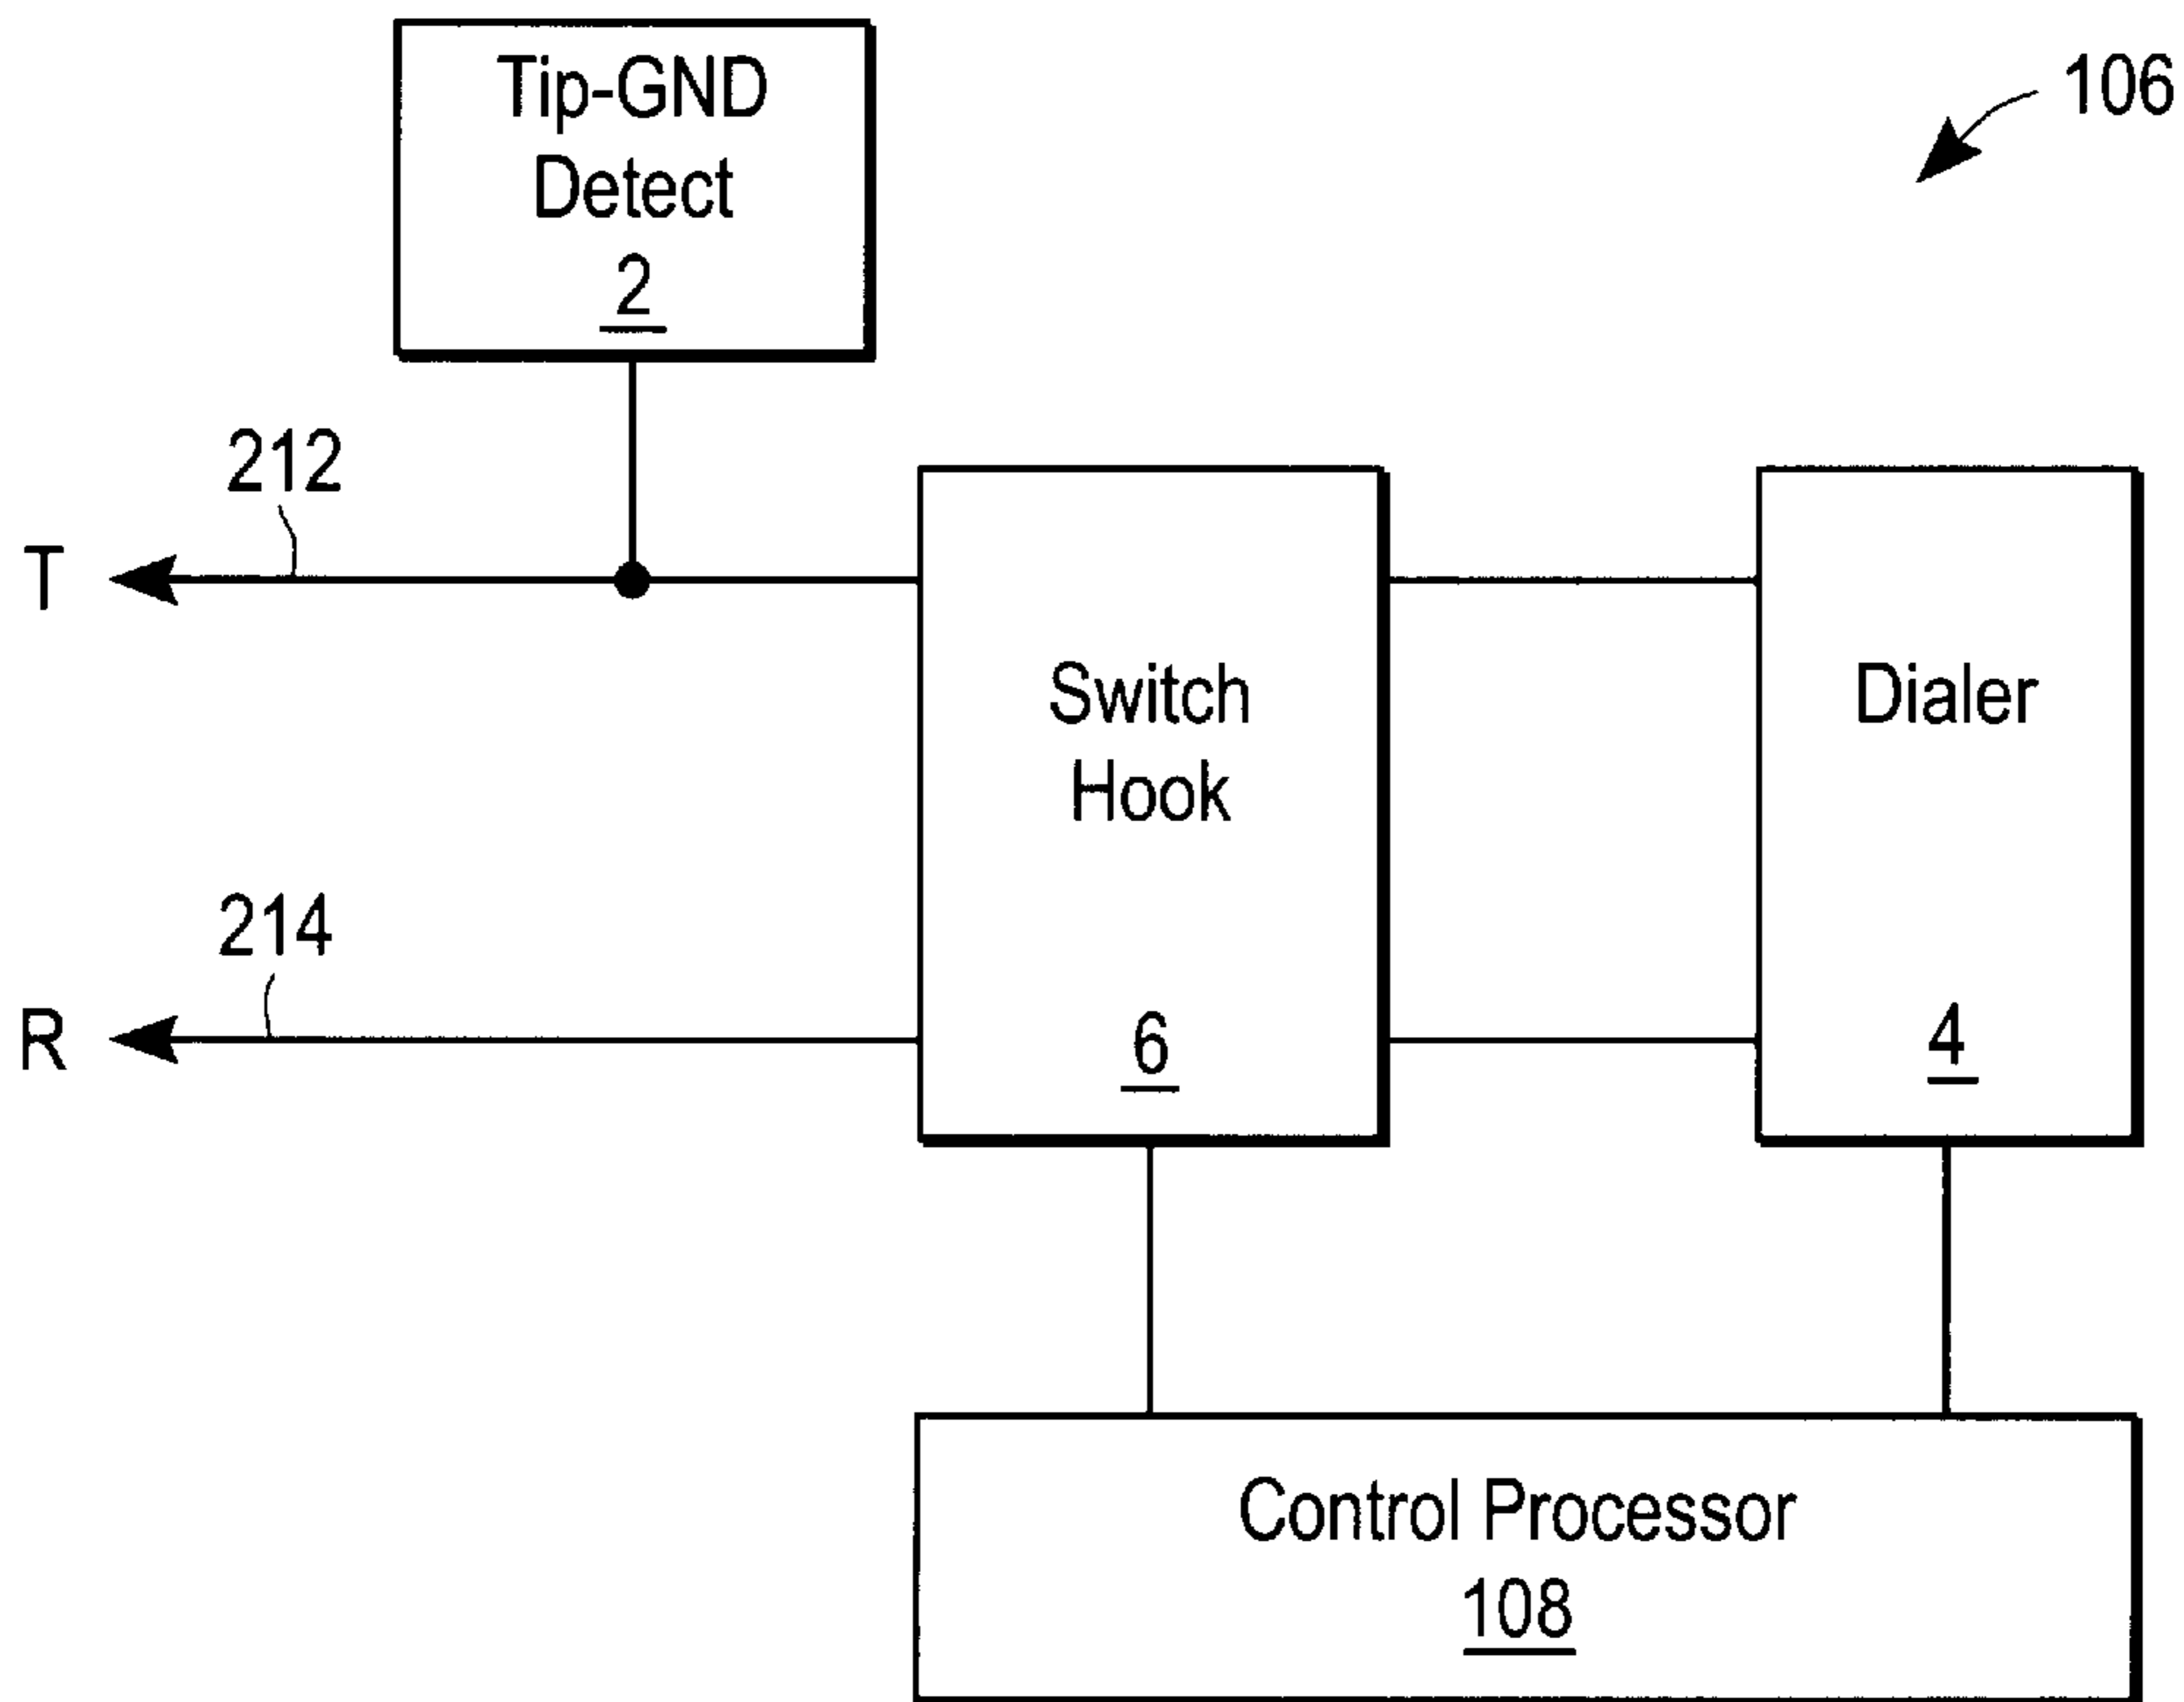 Tip-GND
Detect
2
106
212
T
Switch
Hook
6
Dialer
4
214
R
Control Processor
108